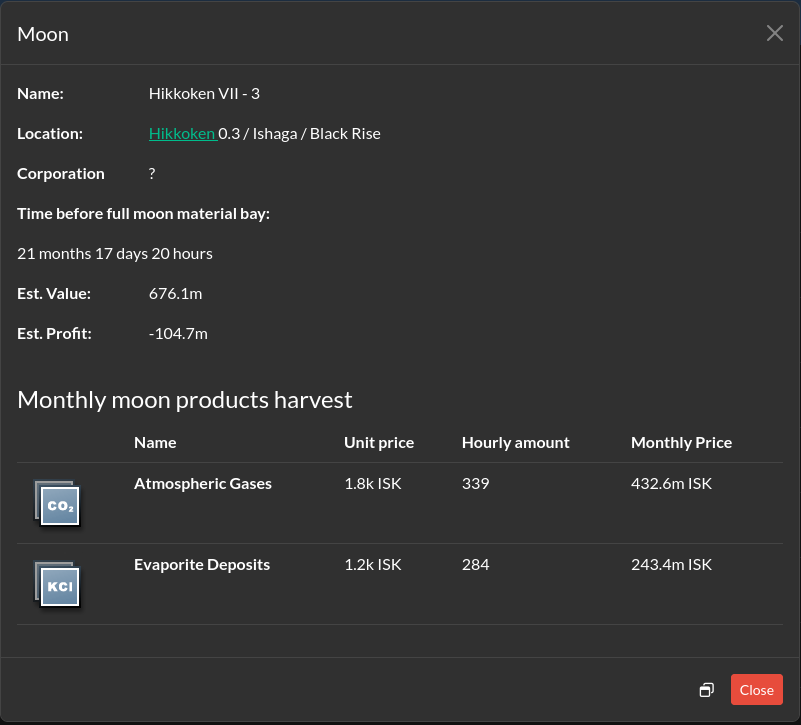 Moon
Name: Hikkoken VII - 3
Location: Hikkoken 0.3 / Ishaga / Black Rise
Corporation ?
Time before full moon material bay:
21 months 17 days 20 hours
Est. Value: 676.1m
Est. Profit: -104.7m
Monthly moon products harvest
Name Unit price Hourly amount Monthly Price
CO₂ Atmospheric Gases 1.8k ISK 339 432.6m ISK
KCl Evaporite Deposits 1.2k ISK 284 243.4m ISK
Close